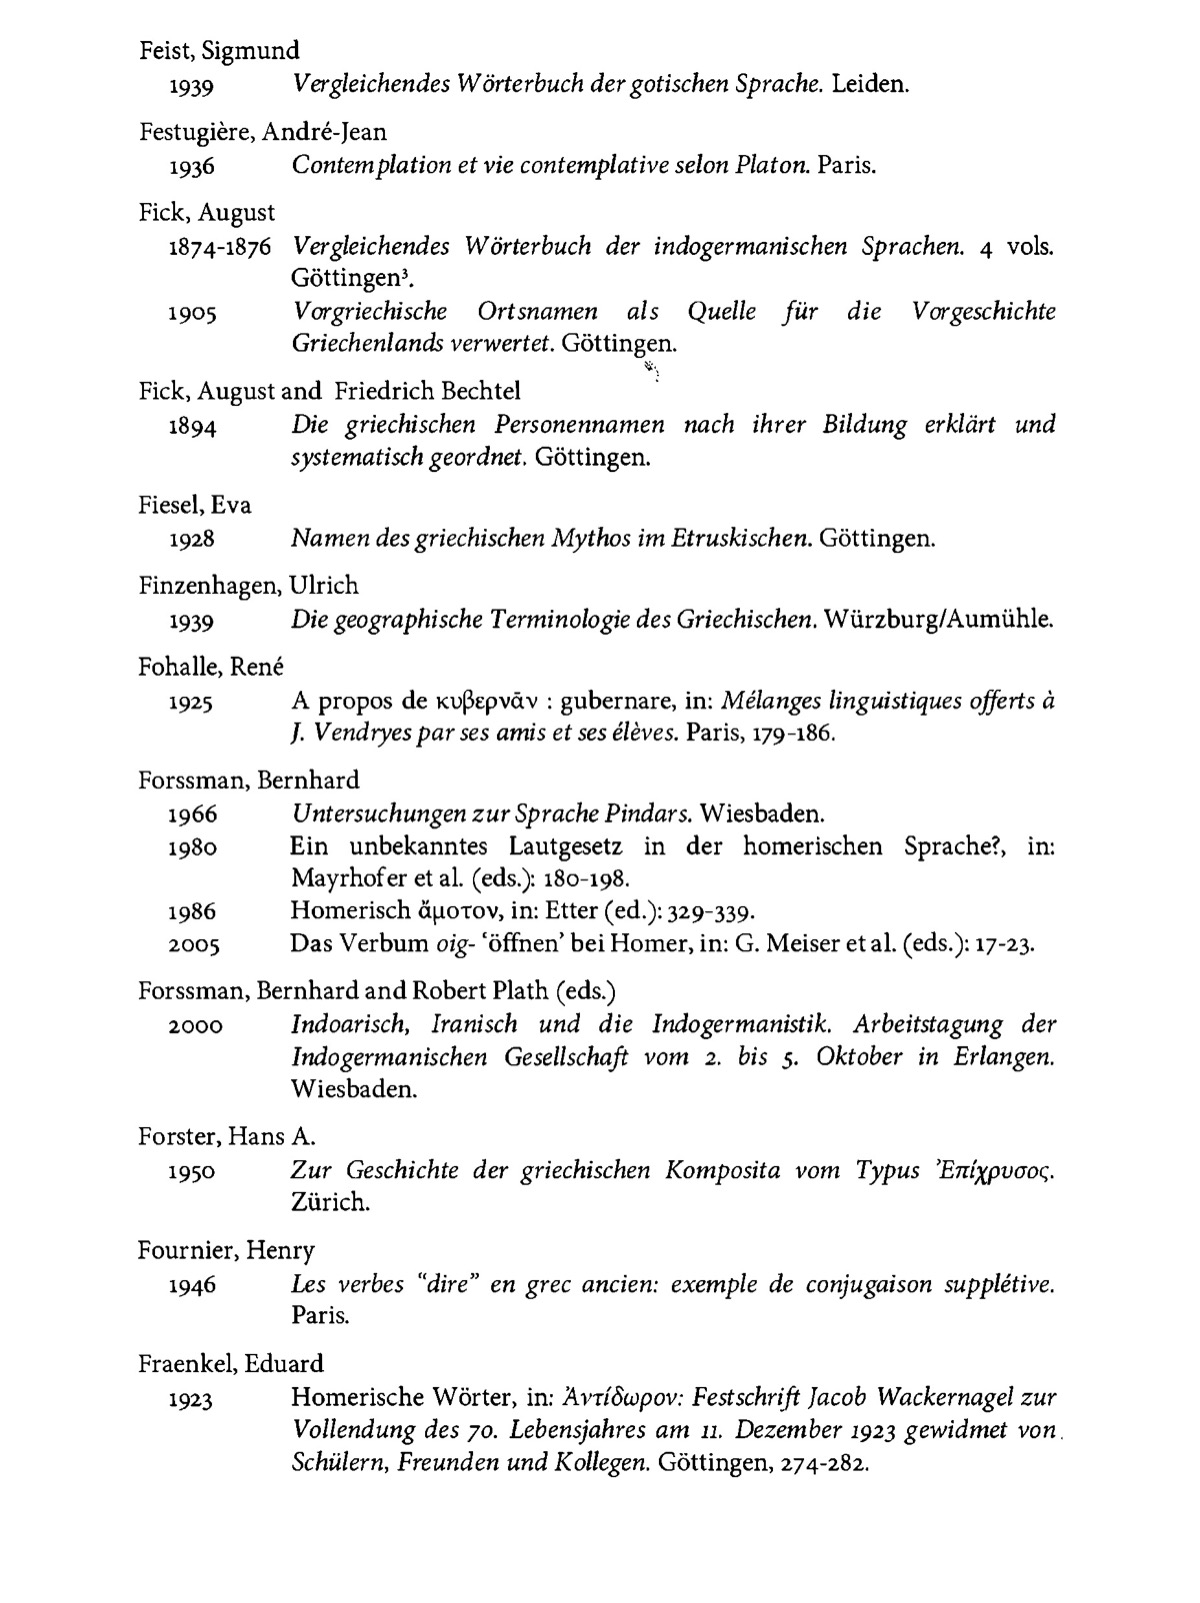 Feist, Sigmund
1939 Vergleichendes Wörterbuch der gotischen Sprache. Leiden.
Festugière, André-Jean
1936 Contemplation et vie contemplative selon Platon. Paris.
Fick, August
1874-1876 Vergleichendes Wörterbuch der indogermanischen Sprachen. 4 vols.
Göttingen³.
1905 Vorgriechische Ortsnamen als Quelle für die Vorgeschichte
Griechenlands verwertet. Göttingen.
Fick, August and Friedrich Bechtel
1894 Die griechischen Personennamen nach ihrer Bildung erklärt und
systematisch geordnet. Göttingen.
Fiesel, Eva
1928 Namen des griechischen Mythos im Etruskischen. Göttingen.
Finzenhagen, Ulrich
1939 Die geographische Terminologie des Griechischen. Würzburg/Aumühle.
Fohalle, René
1925 A propos de κυβερνᾶν : gubernare, in: Mélanges linguistiques offerts à
J. Vendryes par ses amis et ses élèves. Paris, 179-186.
Forssman, Bernhard
1966 Untersuchungen zur Sprache Pindars. Wiesbaden.
1980 Ein unbekanntes Lautgesetz in der homerischen Sprache?, in:
Mayrhofer et al. (eds.): 180-198.
1986 Homerisch ἄμοτον, in: Etter (ed.): 329-339.
2005 Das Verbum oig- ‘öffnen’ bei Homer, in: G. Meiser et al. (eds.): 17-23.
Forssman, Bernhard and Robert Plath (eds.)
2000 Indoarisch, Iranisch und die Indogermanistik. Arbeitstagung der
Indogermanischen Gesellschaft vom 2. bis 5. Oktober in Erlangen.
Wiesbaden.
Forster, Hans A.
1950 Zur Geschichte der griechischen Komposita vom Typus Ἐπίχρυσος.
Zürich.
Fournier, Henry
1946 Les verbes “dire” en grec ancien: exemple de conjugaison supplétive.
Paris.
Fraenkel, Eduard
1923 Homerische Wörter, in: Ἀντίδωρον: Festschrift Jacob Wackernagel zur
Vollendung des 70. Lebensjahres am 11. Dezember 1923 gewidmet von
Schülern, Freunden und Kollegen. Göttingen, 274-282.